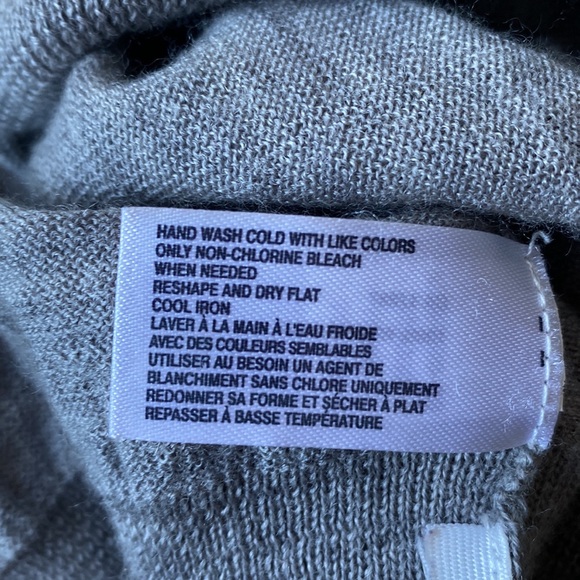 HAND WASH COLD WITH LIKE COLORS
ONLY NON-CHLORINE BLEACH
WHEN NEEDED
RESHAPE AND DRY FLAT
COOL IRON
LAVER À LA MAIN À L'EAU FROIDE
AVEC DES COULEURS SEMBLABLES
UTILISER AU BESOIN UN AGENT DE
BLANCHIMENT SANS CHLORE UNIQUEMENT
REDONNER SA FORME ET SÉCHER À PLAT
REPASSER À BASSE TEMPÉRATURE